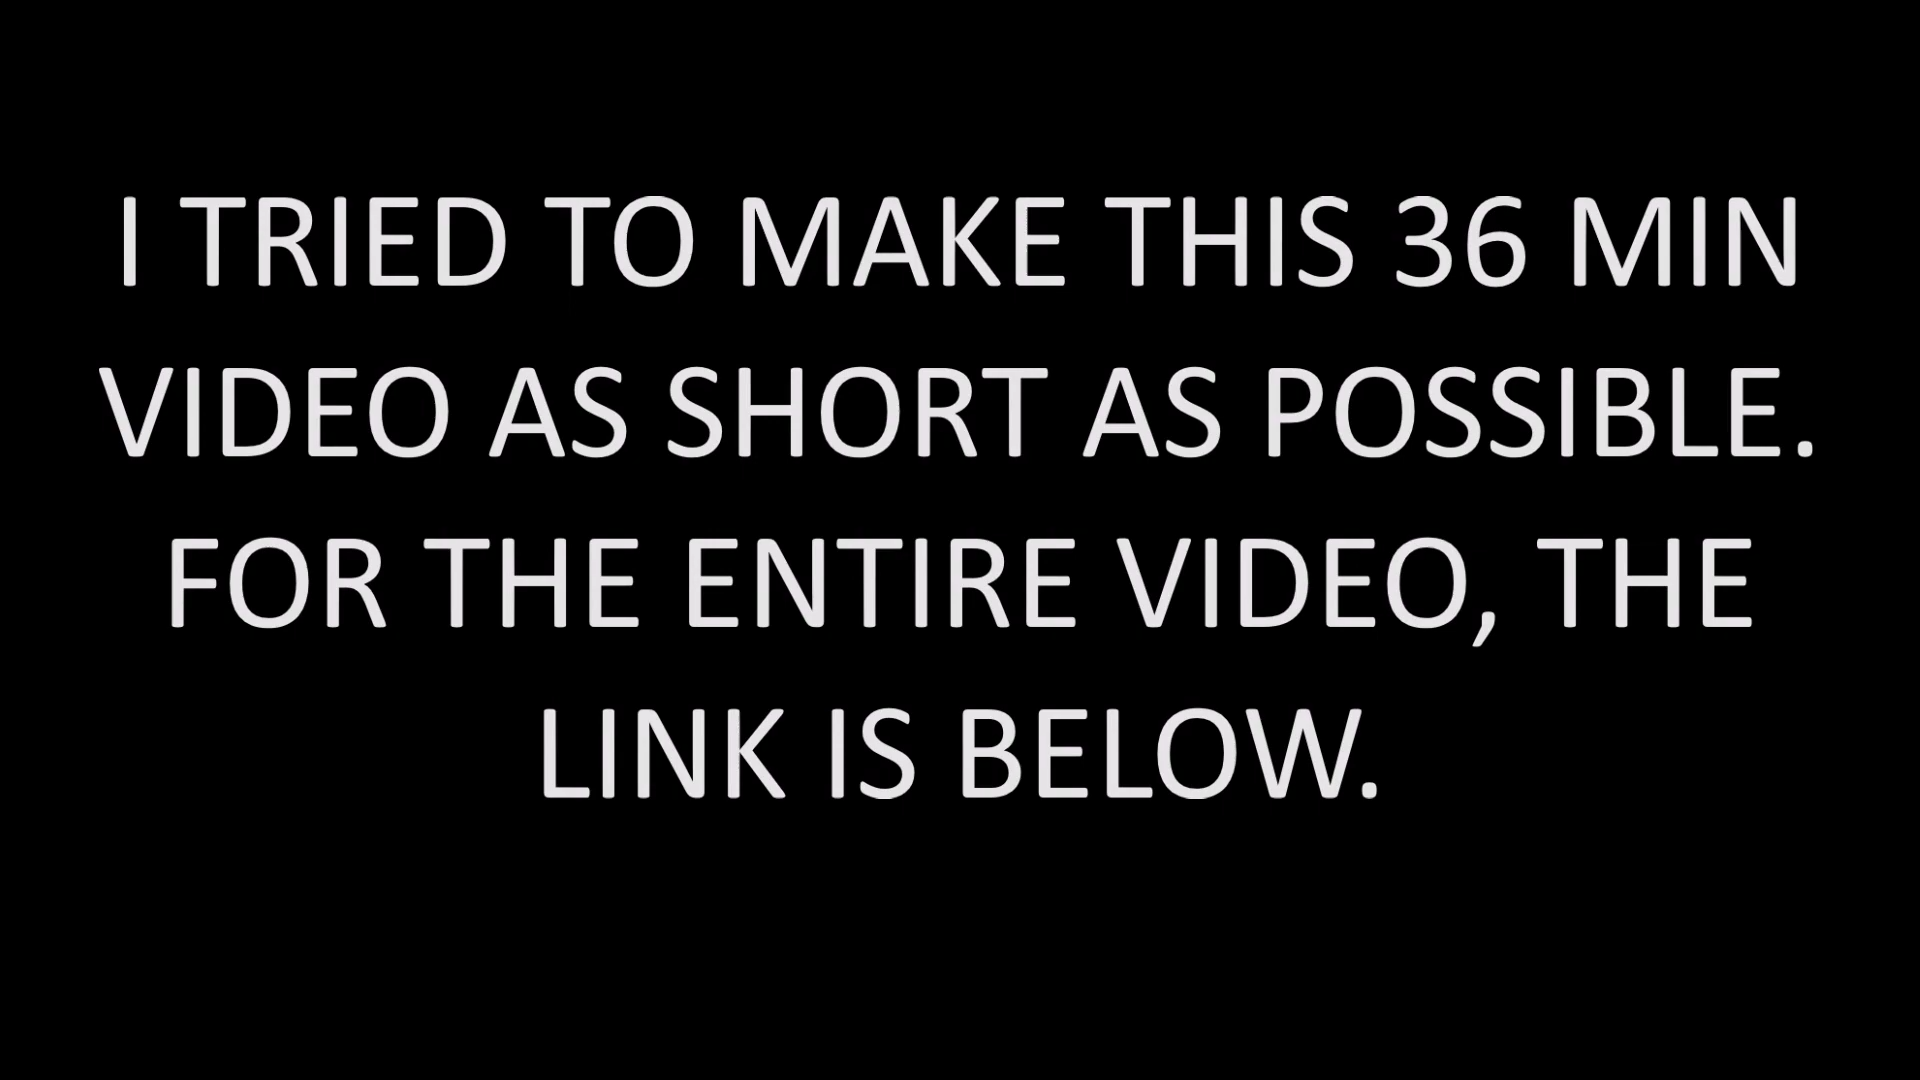 I TRIED TO MAKE THIS 36 MIN
VIDEO AS SHORT AS POSSIBLE.
FOR THE ENTIRE VIDEO, THE
LINK IS BELOW.